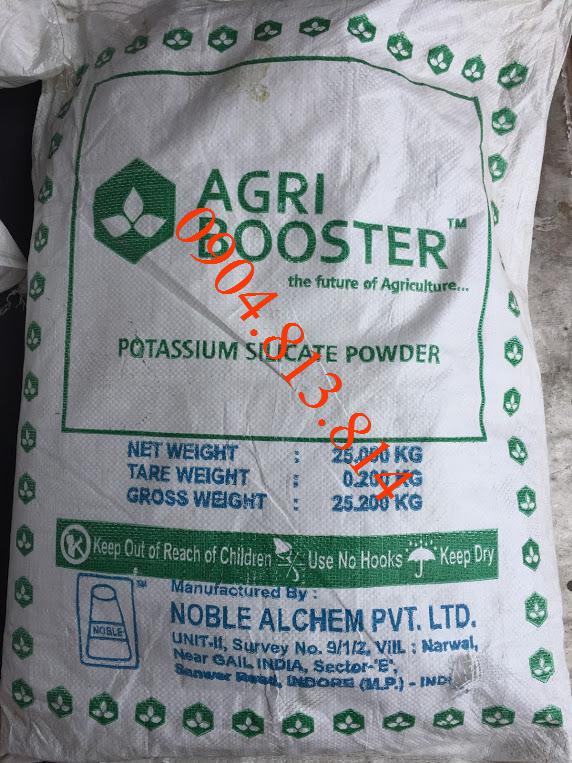 AGRI
BOOSTER™
the future of Agriculture...
POTASSIUM SILICATE POWDER
0904.813.814
NET WEIGHT : 25.000 KG
TARE WEIGHT : 0.200 KG
GROSS WEIGHT : 25.200 KG
Keep Out of Reach of Children Use No Hooks Keep Dry
NOBLE
TM
Manufactured By :
NOBLE ALCHEM PVT. LTD.
UNIT-II, Survey No. 9/1/2, Vill. : Narwal,
Near GAIL INDIA, Sector-'E',
Sanwer Road, INDORE (M.P.) - INDI